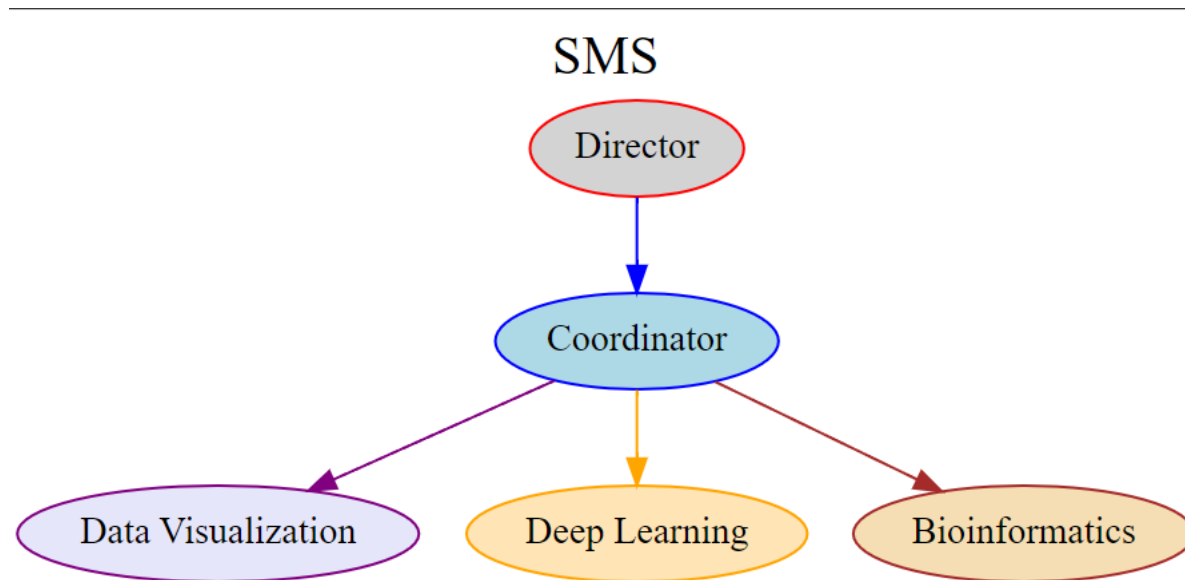 SMS
Director
Coordinator
Data Visualization
Deep Learning
Bioinformatics